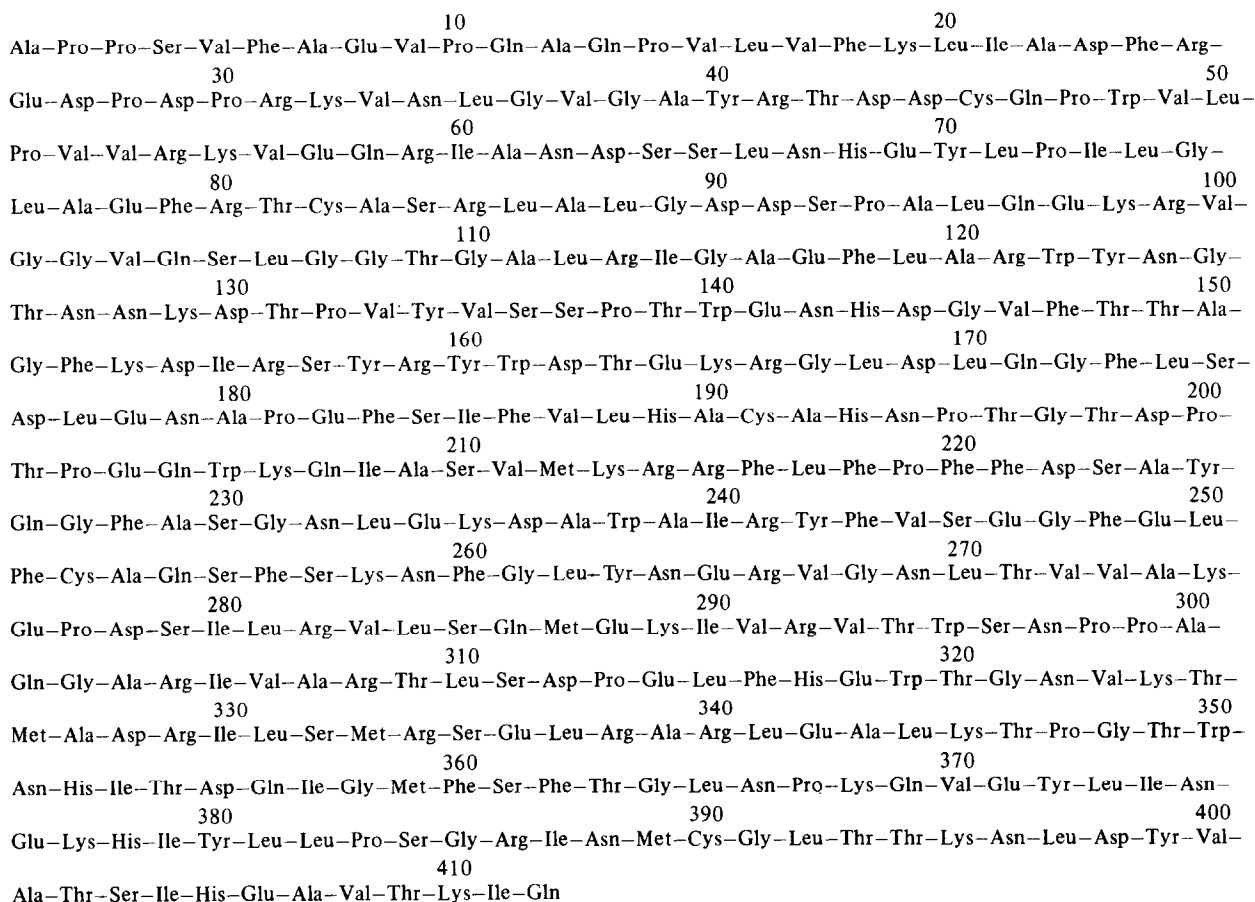 10 20
Ala-Pro-Pro-Ser-Val-Phe-Ala-Glu-Val-Pro-Gln-Ala-Gln-Pro-Val-Leu-Val-Phe-Lys-Leu-Ile-Ala-Asp-Phe-Arg-
30 40 50
Glu-Asp-Pro-Asp-Pro-Arg-Lys-Val-Asn-Leu-Gly-Val-Gly-Ala-Tyr-Arg-Thr-Asp-Asp-Cys-Gln-Pro-Trp-Val-Leu-
60 70
Pro-Val-Val-Arg-Lys-Val-Glu-Gln-Arg-Ile-Ala-Asn-Asp-Ser-Ser-Leu-Asn-His-Glu-Tyr-Leu-Pro-Ile-Leu-Gly-
80 90 100
Leu-Ala-Glu-Phe-Arg-Thr-Cys-Ala-Ser-Arg-Leu-Ala-Leu-Gly-Asp-Asp-Ser-Pro-Ala-Leu-Gln-Glu-Lys-Arg-Val-
110 120
Gly-Gly-Val-Gln-Ser-Leu-Gly-Gly-Thr-Gly-Ala-Leu-Arg-Ile-Gly-Ala-Glu-Phe-Leu-Ala-Arg-Trp-Tyr-Asn-Gly-
130 140 150
Thr-Asn-Asn-Lys-Asp-Thr-Pro-Val-Tyr-Val-Ser-Ser-Pro-Thr-Trp-Glu-Asn-His-Asp-Gly-Val-Phe-Thr-Thr-Ala-
160 170
Gly-Phe-Lys-Asp-Ile-Arg-Ser-Tyr-Arg-Tyr-Trp-Asp-Thr-Glu-Lys-Arg-Gly-Leu-Asp-Leu-Gln-Gly-Phe-Leu-Ser-
180 190 200
Asp-Leu-Glu-Asn-Ala-Pro-Glu-Phe-Ser-Ile-Phe-Val-Leu-His-Ala-Cys-Ala-His-Asn-Pro-Thr-Gly-Thr-Asp-Pro-
210 220
Thr-Pro-Glu-Gln-Trp-Lys-Gln-Ile-Ala-Ser-Val-Met-Lys-Arg-Arg-Phe-Leu-Phe-Pro-Phe-Phe-Asp-Ser-Ala-Tyr-
230 240 250
Gln-Gly-Phe-Ala-Ser-Gly-Asn-Leu-Glu-Lys-Asp-Ala-Trp-Ala-Ile-Arg-Tyr-Phe-Val-Ser-Glu-Gly-Phe-Glu-Leu-
260 270
Phe-Cys-Ala-Gln-Ser-Phe-Ser-Lys-Asn-Phe-Gly-Leu-Tyr-Asn-Glu-Arg-Val-Gly-Asn-Leu-Thr-Val-Val-Ala-Lys-
280 290 300
Glu-Pro-Asp-Ser-Ile-Leu-Arg-Val-Leu-Ser-Gln-Met-Glu-Lys-Ile-Val-Arg-Val-Thr-Trp-Ser-Asn-Pro-Pro-Ala-
310 320
Gln-Gly-Ala-Arg-Ile-Val-Ala-Arg-Thr-Leu-Ser-Asp-Pro-Glu-Leu-Phe-His-Glu-Trp-Thr-Gly-Asn-Val-Lys-Thr-
330 340 350
Met-Ala-Asp-Arg-Ile-Leu-Ser-Met-Arg-Ser-Glu-Leu-Arg-Ala-Arg-Leu-Glu-Ala-Leu-Lys-Thr-Pro-Gly-Thr-Trp-
360 370
Asn-His-Ile-Thr-Asp-Gln-Ile-Gly-Met-Phe-Ser-Phe-Thr-Gly-Leu-Asn-Pro-Lys-Gln-Val-Glu-Tyr-Leu-Ile-Asn-
380 390 400
Glu-Lys-His-Ile-Tyr-Leu-Leu-Pro-Ser-Gly-Arg-Ile-Asn-Met-Cys-Gly-Leu-Thr-Thr-Lys-Asn-Leu-Asp-Tyr-Val-
410
Ala-Thr-Ser-Ile-His-Glu-Ala-Val-Thr-Lys-Ile-Gln